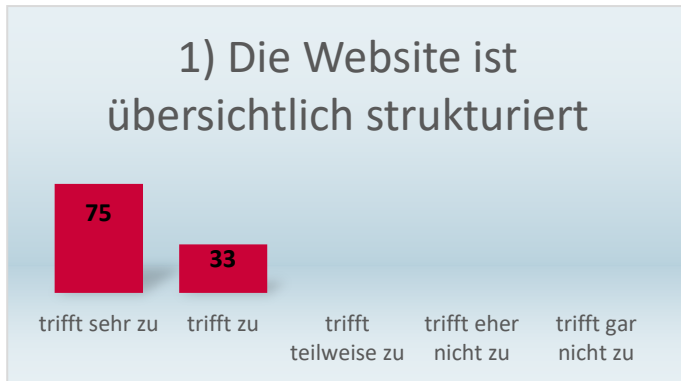 1) Die Website ist
übersichtlich strukturiert
75
33
trifft sehr zu
trifft zu
trifft
teilweise zu
trifft eher
nicht zu
trifft gar
nicht zu